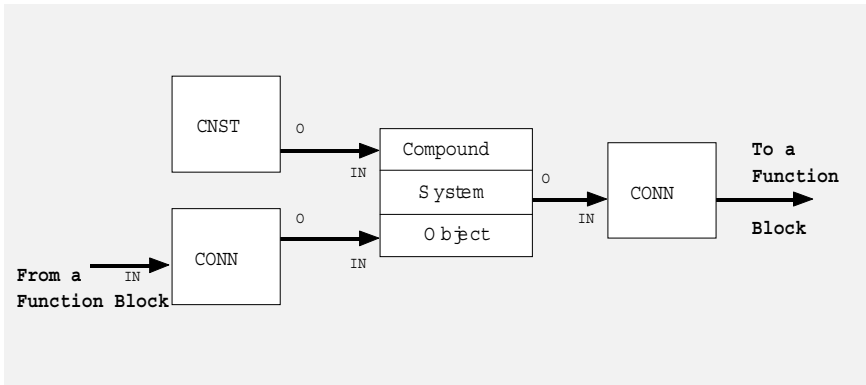 CNST
O
IN
Compound
System
Object
O
IN
CONN
To a
Function
Block
CONN
O
IN
From a
IN
Function Block